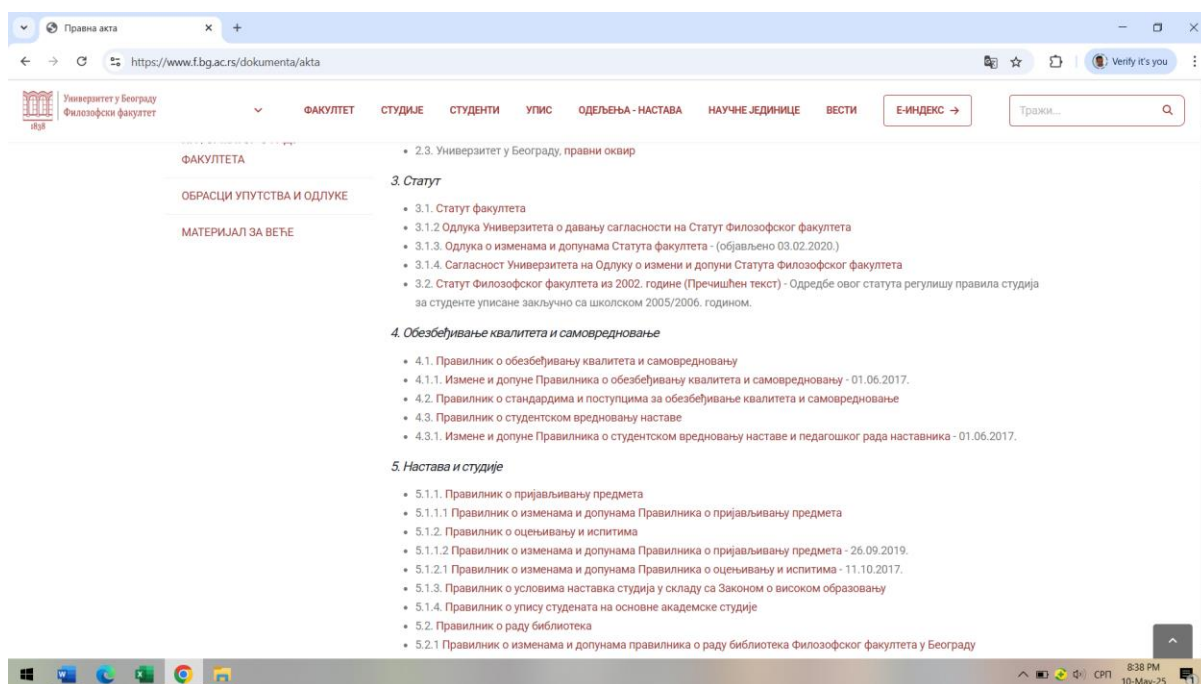 Правна акта
https://www.f.bg.ac.rs/dokumenta/akta
Verify it's you
Универзитет у Београду
Филозофски факултет
1838
ФАКУЛТЕТ СТУДИЈЕ СТУДЕНТИ УПИС ОДЕЉЕЊА - НАСТАВА НАУЧНЕ ЈЕДИНИЦЕ ВЕСТИ Е-ИНДЕКС → Тражи...
ФАКУЛТЕТА
ОБРАСЦИ УПУТСТВА И ОДЛУКЕ
МАТЕРИЈАЛ ЗА ВЕЋЕ
2.3. Универзитет у Београду, правни оквир
3. Статут
3.1. Статут факултета
3.1.2 Одлука Универзитета о давању сагласности на Статут Филозофског факултета
3.1.3. Одлука о изменама и допунама Статута факултета - (објављено 03.02.2020.)
3.1.4. Сагласност Универзитета на Одлуку о измени и допуни Статута Филозофског факултета
3.2. Статут Филозофског факултета из 2002. године (Пречишћен текст) - Одредбе овог статута регулишу правила студија
за студенте уписане закључно са школском 2005/2006. годином.
4. Обезбеђивање квалитета и самовредновање
4.1. Правилник о обезбеђивању квалитета и самовредновању
4.1.1. Измене и допуне Правилника о обезбеђивању квалитета и самовредновању - 01.06.2017.
4.2. Правилник о стандардима и поступцима за обезбеђивање квалитета и самовредновање
4.3. Правилник о студентском вредновању наставе
4.3.1. Измене и допуне Правилника о студентском вредновању наставе и педагошког рада наставника - 01.06.2017.
5. Настава и студије
5.1.1. Правилник о пријављивању предмета
5.1.1.1 Правилник о изменама и допунама Правилника о пријављивању предмета
5.1.2. Правилник о оцењивању и испитима
5.1.1.2 Правилник о изменама и допунама Правилника о пријављивању предмета - 26.09.2019.
5.1.2.1 Правилник о изменама и допунама Правилника о оцењивању и испитима - 11.10.2017.
5.1.3. Правилник о условима наставка студија у складу са Законом о високом образовању
5.1.4. Правилник о упису студената на основне академске студије
5.2. Правилник о раду библиотека
5.2.1 Правилник о изменама и допунама правилника о раду библиотека Филозофског факултета у Београду
СРП
8:38 PM
10-May-25